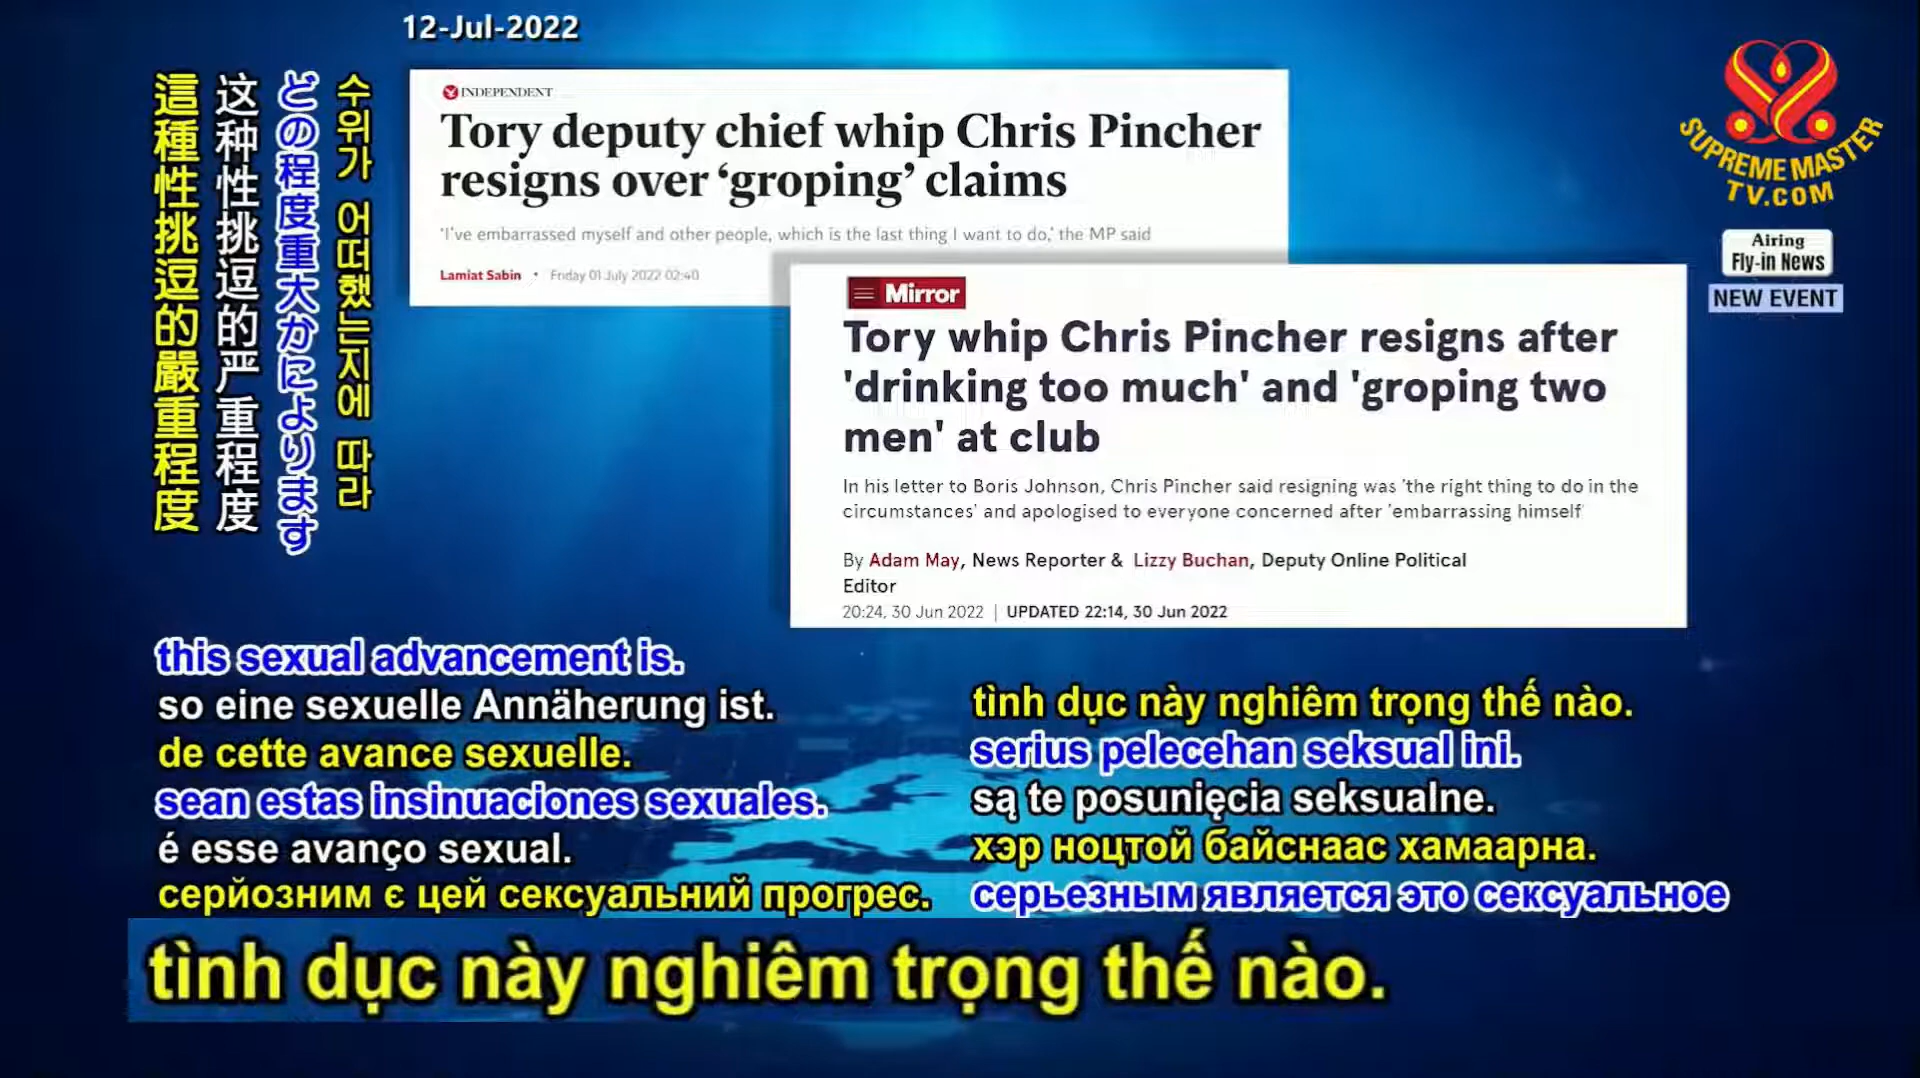 12-Jul-2022
INDEPENDENT
Tory deputy chief whip Chris Pincher
resigns over ‘groping’ claims
‘I’ve embarrassed myself and other people, which is the last thing I want to do,’ the MP said
Lamiat Sabin • Friday 01 July 2022 02:40
Mirror
Tory whip Chris Pincher resigns after
'drinking too much' and 'groping two
men' at club
In his letter to Boris Johnson, Chris Pincher said resigning was 'the right thing to do in the
circumstances' and apologised to everyone concerned after 'embarrassing himself'
By Adam May, News Reporter & Lizzy Buchan, Deputy Online Political
Editor
20:24, 30 Jun 2022 | UPDATED 22:14, 30 Jun 2022
SUPREME MASTER
TV.COM
Airing
Fly-in News
NEW EVENT
수위가 어떠했는지에 따라
どの程度重大かによります
这种性挑逗的严重程度
這種性挑逗的嚴重程度
this sexual advancement is.
so eine sexuelle Annäherung ist.
de cette avance sexuelle.
sean estas insinuaciones sexuales.
é esse avanço sexual.
серйозним є цей сексуальний прогрес.
tình dục này nghiêm trọng thế nào.
serius pelecehan seksual ini.
są te posunięcia seksualne.
хэр ноцтой байснаас хамаарна.
серьезным является это сексуальное
tình dục này nghiêm trọng thế nào.